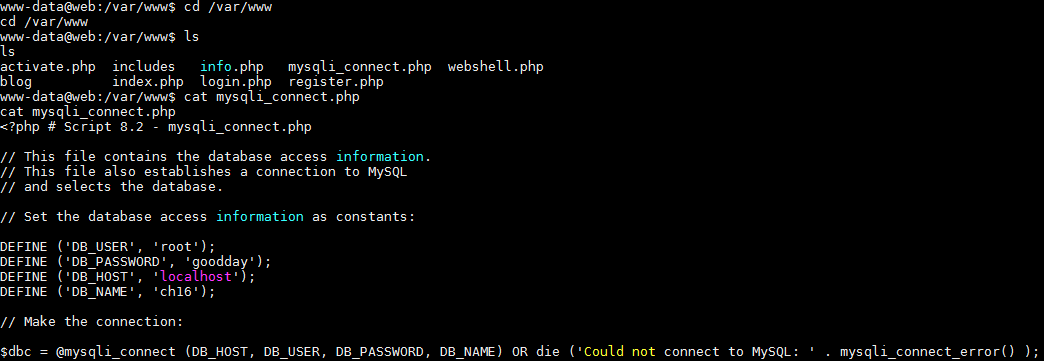 www-data@web:/var/www$ cd /var/www
cd /var/www
www-data@web:/var/www$ ls
ls
activate.php  includes   info.php   mysqli_connect.php  webshell.php
blog          index.php  login.php  register.php
www-data@web:/var/www$ cat mysqli_connect.php
cat mysqli_connect.php
<?php # Script 8.2 - mysqli_connect.php

// This file contains the database access information.
// This file also establishes a connection to MySQL
// and selects the database.

// Set the database access information as constants:

DEFINE ('DB_USER', 'root');
DEFINE ('DB_PASSWORD', 'goodday');
DEFINE ('DB_HOST', 'localhost');
DEFINE ('DB_NAME', 'ch16');

// Make the connection:

$dbc = @mysqli_connect (DB_HOST, DB_USER, DB_PASSWORD, DB_NAME) OR die ('Could not connect to MySQL: ' . mysqli_connect_error() );